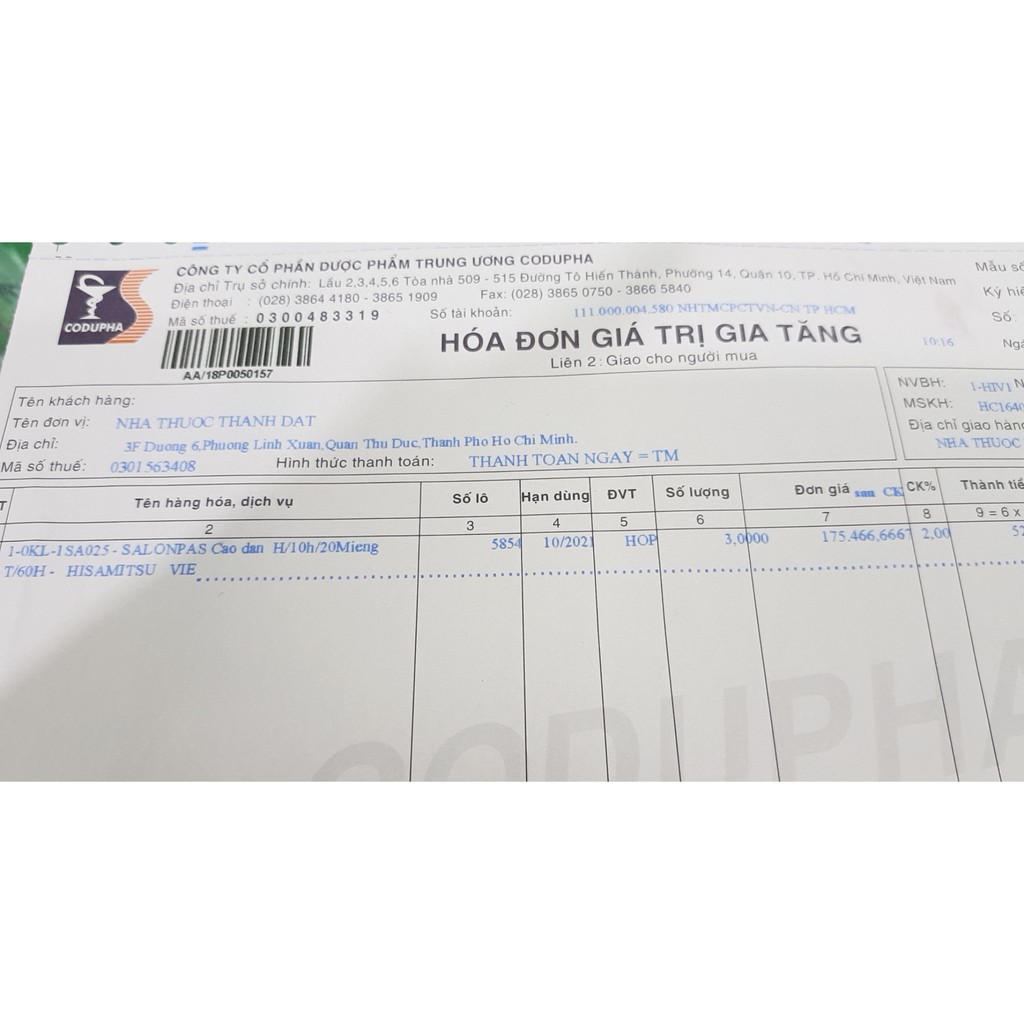 CODUPHA
CÔNG TY CỔ PHẦN DƯỢC PHẨM TRUNG ƯƠNG CODUPHA
Địa chỉ Trụ sở chính: Lầu 2,3,4,5,6 Tòa nhà 509 - 515 Đường Tô Hiến Thành, Phường 14, Quận 10, TP. Hồ Chí Minh, Việt Nam
Điện thoại : (028) 3864 4180 - 3865 1909 Fax: (028) 3865 0750 - 3866 5840
Mã số thuế : 0300483319 Số tài khoản: 111.000.004.580 NHTMCPCTVN-CN TP HCM
AA/18P0050157
HÓA ĐƠN GIÁ TRỊ GIA TĂNG
Liên 2: Giao cho người mua
10:16
Mẫu số
Ký hiệ
Số:
Ngà
Tên khách hàng:
Tên đơn vị: NHA THUOC THANH DAT
Địa chỉ: 3F Duong 6,Phuong Linh Xuan,Quan Thu Duc,Thanh Pho Ho Chi Minh.
Mã số thuế: 0301563408 Hình thức thanh toán: THANH TOAN NGAY = TM
NVBH: 1-HIV1 N
MSKH: HC1640
Địa chỉ giao hàng
NHA THUOC
T Tên hàng hóa, dịch vụ Số lô Hạn dùng ĐVT Số lượng Đơn giá sau CK CK% Thành tiề
2 3 4 5 6 7 8 9 = 6 x
1-0KL-1SA025 - SALONPAS Cao dan H/10h/20Mieng 5854 10/2021 HOP 3,0000 175.466,6667 2,00 52
T/60H - HISAMITSU VIE
CODUPHA